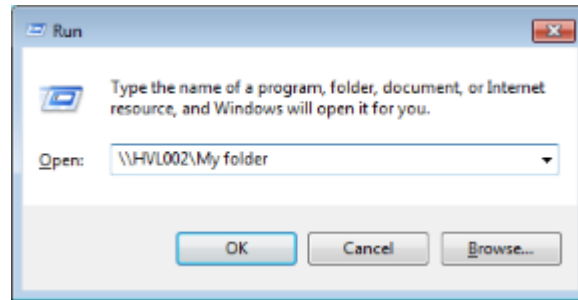 Run
Type the name of a program, folder, document, or Internet
resource, and Windows will open it for you.
Open: \\HVL002\My folder
OK Cancel Browse...